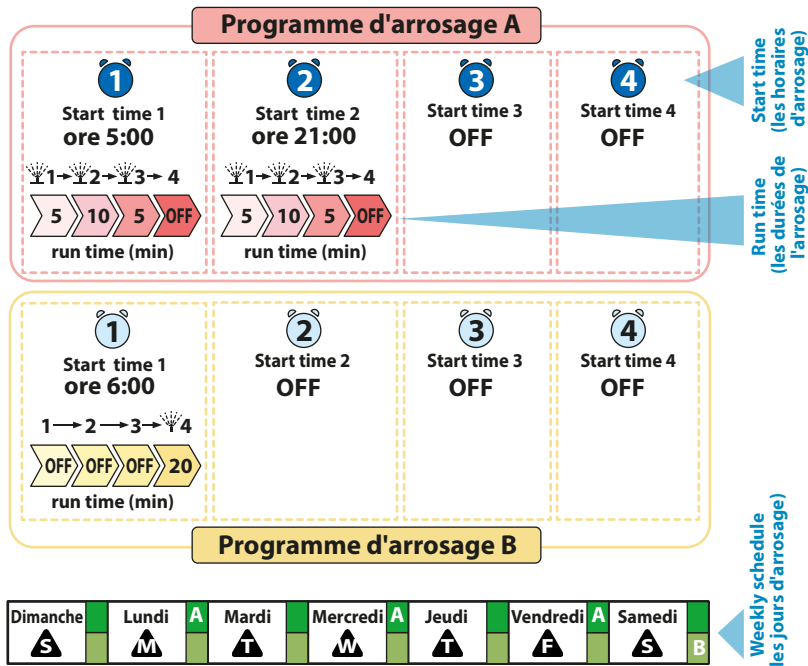 Programme d'arrosage A
1
Start time 1
ore 5:00
1 → 2 → 3 → 4
5 10 5 OFF
run time (min)
2
Start time 2
ore 21:00
1 → 2 → 3 → 4
5 10 5 OFF
run time (min)
3
Start time 3
OFF
4
Start time 4
OFF
Start time
(les horaires
d'arrosage)
Run time
(les durées de
l'arrosage)
1
Start time 1
ore 6:00
1 → 2 → 3 → 4
OFF OFF OFF 20
run time (min)
2
Start time 2
OFF
3
Start time 3
OFF
4
Start time 4
OFF
Programme d'arrosage B
Dimanche Lundi A Mardi Mercredi A Jeudi Vendredi A Samedi
S M T W T F S B
Weekly schedule
les jours d'arrosage)